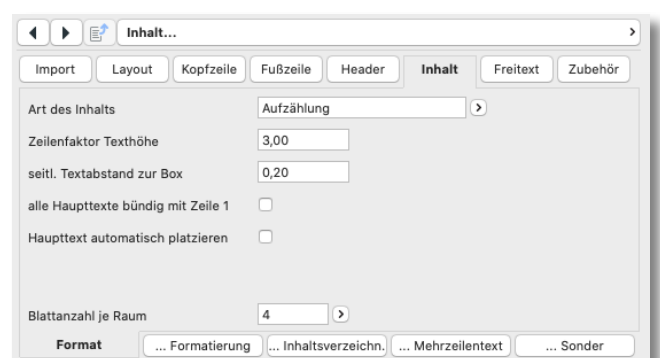 Inhalt...
Import Layout Kopfzeile Fußzeile Header Inhalt Freitext Zubehör
Art des Inhalts Aufzählung
Zeilenfaktor Texthöhe 3,00
seitl. Textabstand zur Box 0,20
alle Haupttexte bündig mit Zeile 1
Haupttext automatisch platzieren
Blattanzahl je Raum 4
Format ... Formatierung ... Inhaltsverzeichn. ... Mehrzeilentext ... Sonder